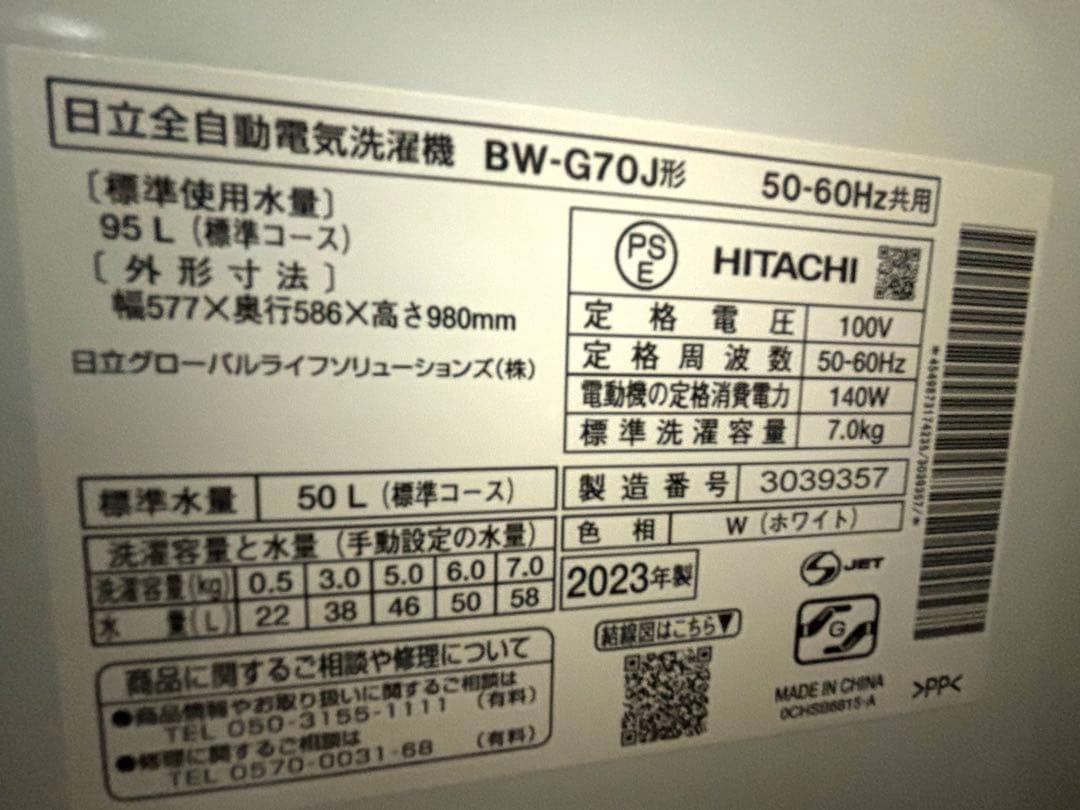 日立全自動電気洗濯機 BW-G70J形 50-60Hz共用
〔標準使用水量〕
95 L (標準コース)
〔外形寸法〕
幅577×奥行586×高さ980mm
日立グローバルライフソリューションズ(株)
PS
E
HITACHI
定格電圧 100V
定格周波数 50-60Hz
電動機の定格消費電力 140W
標準洗濯容量 7.0kg
標準水量 50 L (標準コース)
洗濯容量と水量 (手動設定の水量)
洗濯容量(kg) 0.5 3.0 5.0 6.0 7.0
水量(L) 22 38 46 50 58
製造番号 3039357
色相 W (ホワイト)
2023年製
JET
G
結線図はこちら▼
MADE IN CHINA
>PP<
商品に関するご相談や修理について
●商品情報やお取り扱いに関するご相談は
TEL 050-3155-1111 (有料)
●修理に関するご相談は
TEL 0570-0031-68 (有料)